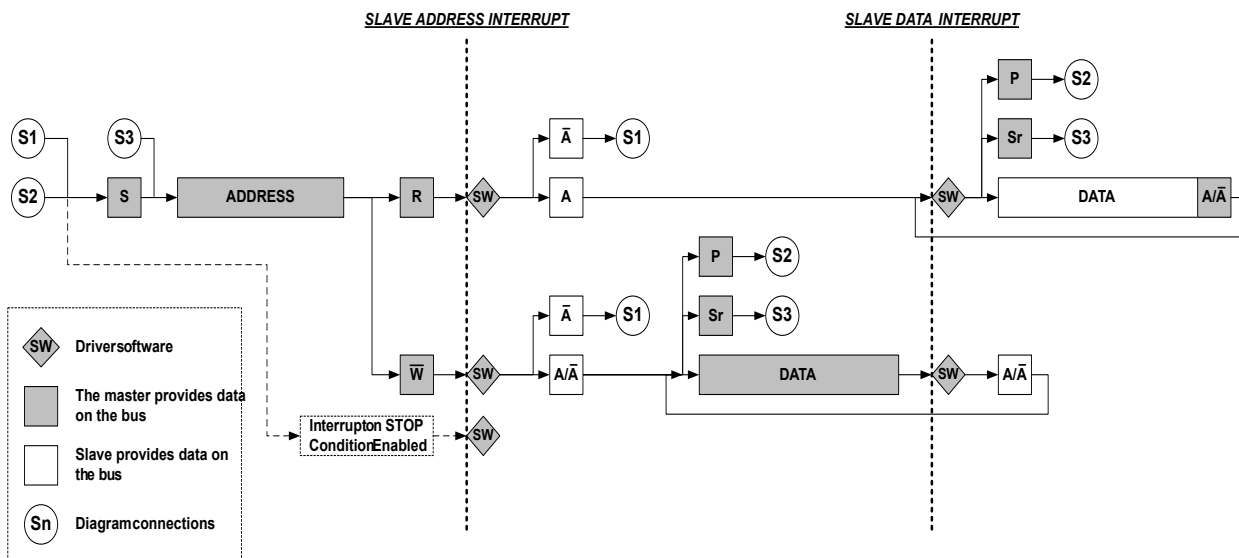 SLAVE ADDRESS INTERRUPT
SLAVE DATA INTERRUPT
P
S2
S1
S3
Ā
S1
Sr
S3
S2
S
ADDRESS
R
SW
A
SW
DATA
A/Ā
P
S2
Ā
S1
Sr
S3
W̅
SW
A/Ā
DATA
SW
A/Ā
Interrupton STOP
ConditionEnabled
SW
SW
Driversoftware
The master provides data
on the bus
Slave provides data on
the bus
Sn
Diagramconnections